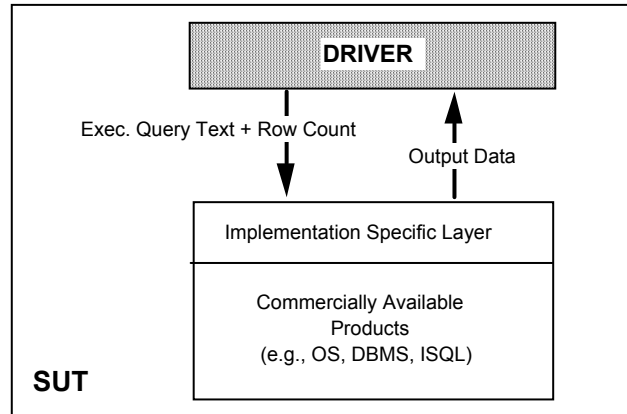 DRIVER
Exec. Query Text + Row Count
Output Data
Implementation Specific Layer
Commercially Available
Products
(e.g., OS, DBMS, ISQL)
SUT